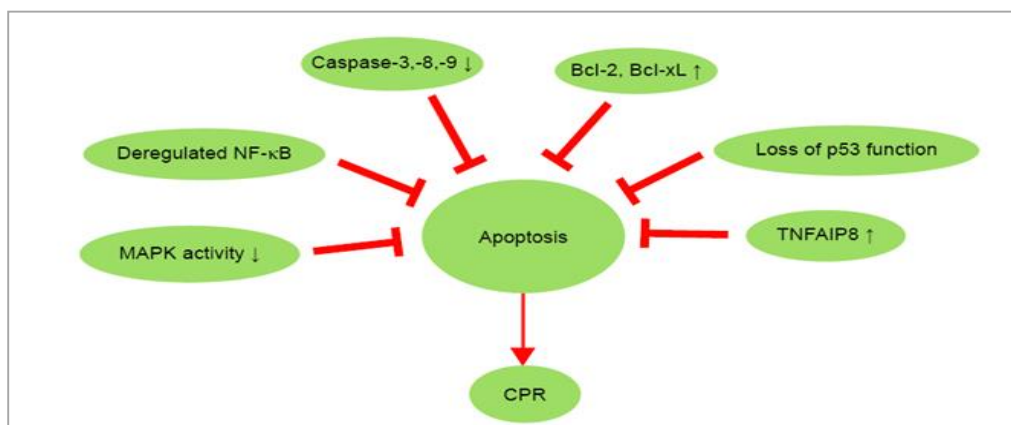 Caspase-3,-8,-9 ↓
Bcl-2, Bcl-xL ↑
Deregulated NF-κB
Loss of p53 function
Apoptosis
MAPK activity ↓
TNFAIP8 ↑
CPR